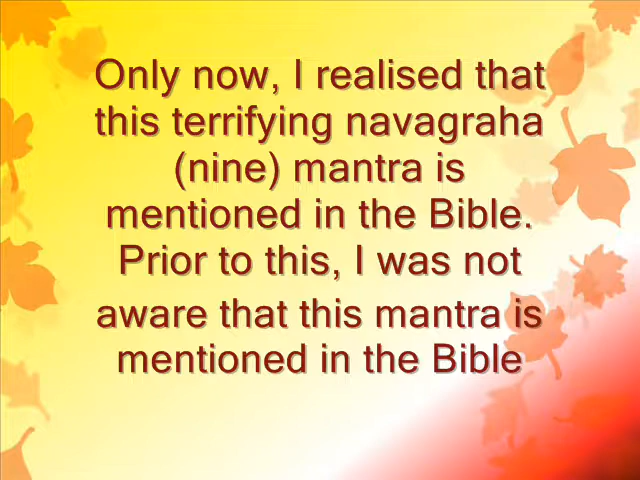 Only now, I realised that
this terrifying navagraha
(nine) mantra is
mentioned in the Bible.
Prior to this, I was not
aware that this mantra is
mentioned in the Bible